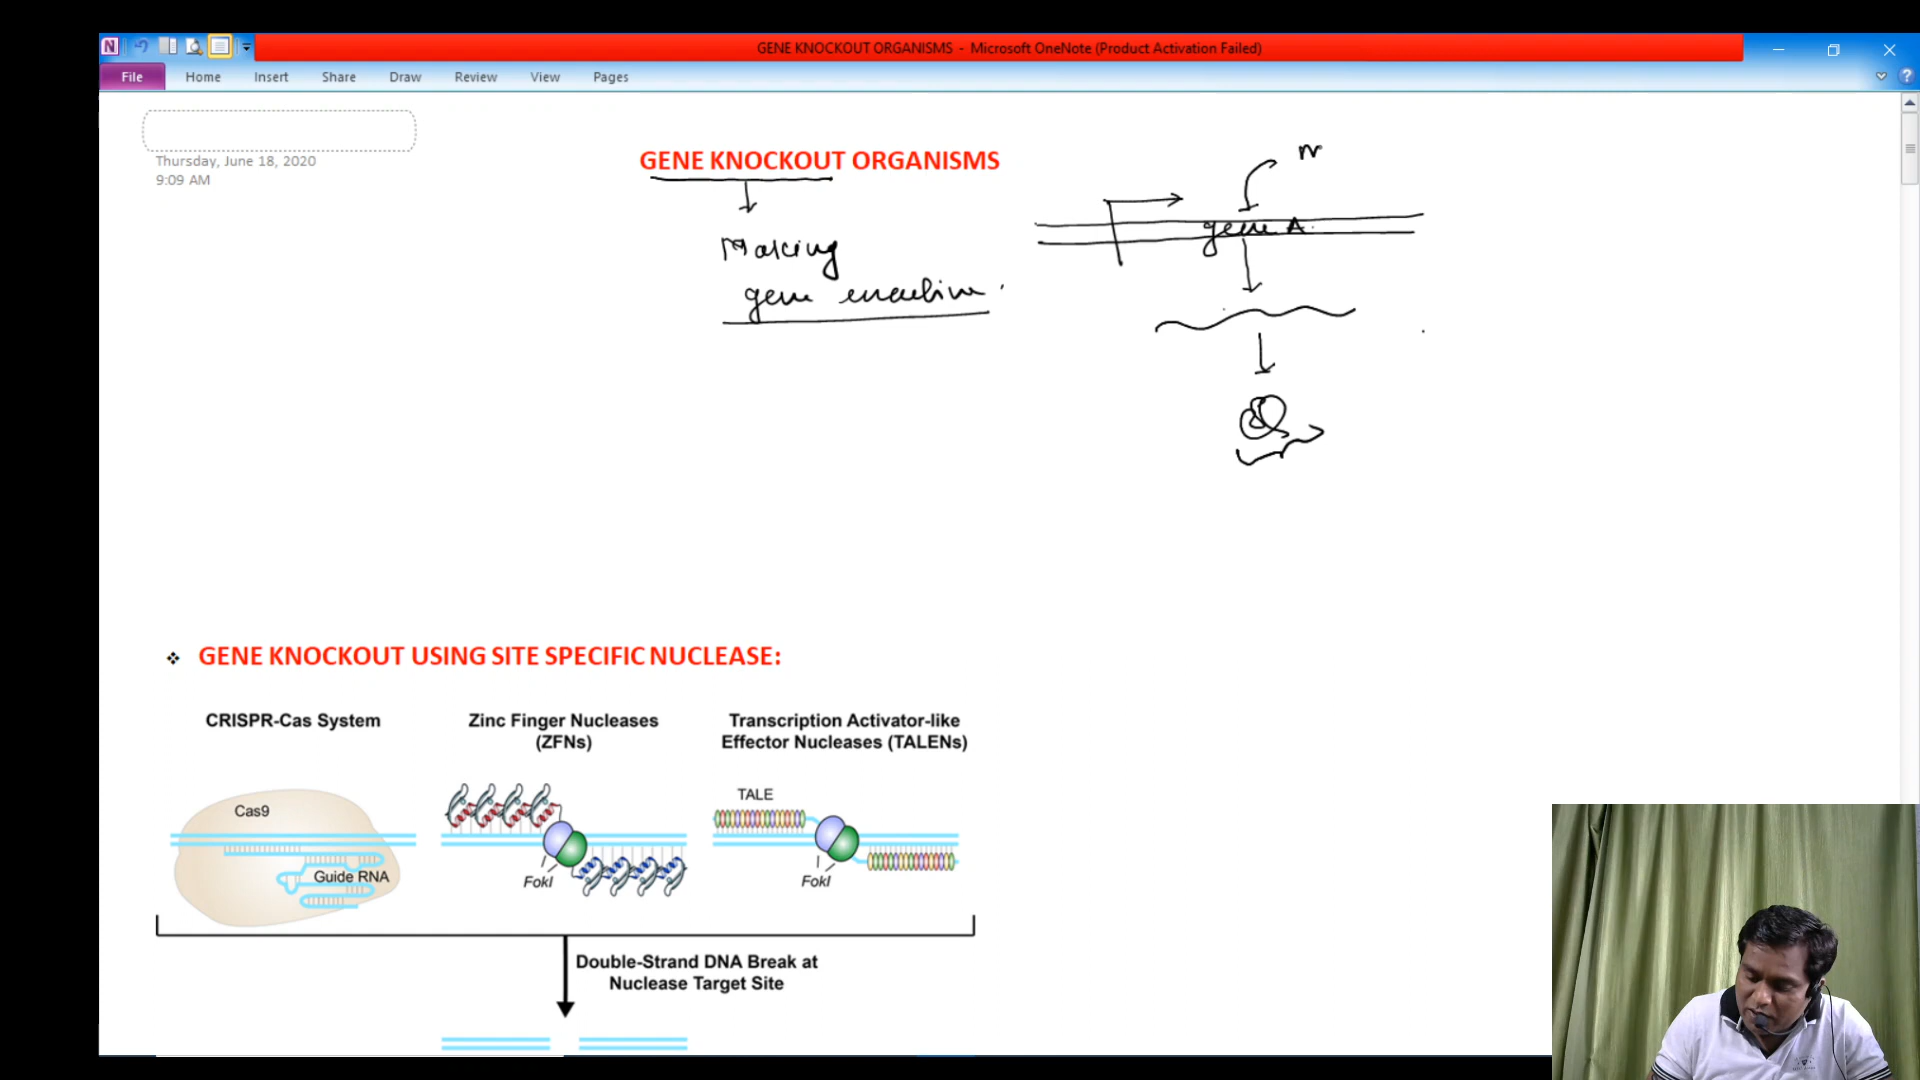 GENE KNOCKOUT ORGANISMS - Microsoft OneNote (Product Activation Failed)
File Home Insert Share Draw Review View Pages
Thursday, June 18, 2020
9:09 AM
GENE KNOCKOUT ORGANISMS
Making
gene
gene A
❖ GENE KNOCKOUT USING SITE SPECIFIC NUCLEASE:
CRISPR-Cas System
Cas9
Guide RNA
Zinc Finger Nucleases
(ZFNs)
FokI
Transcription Activator-like
Effector Nucleases (TALENs)
TALE
FokI
Double-Strand DNA Break at
Nuclease Target Site